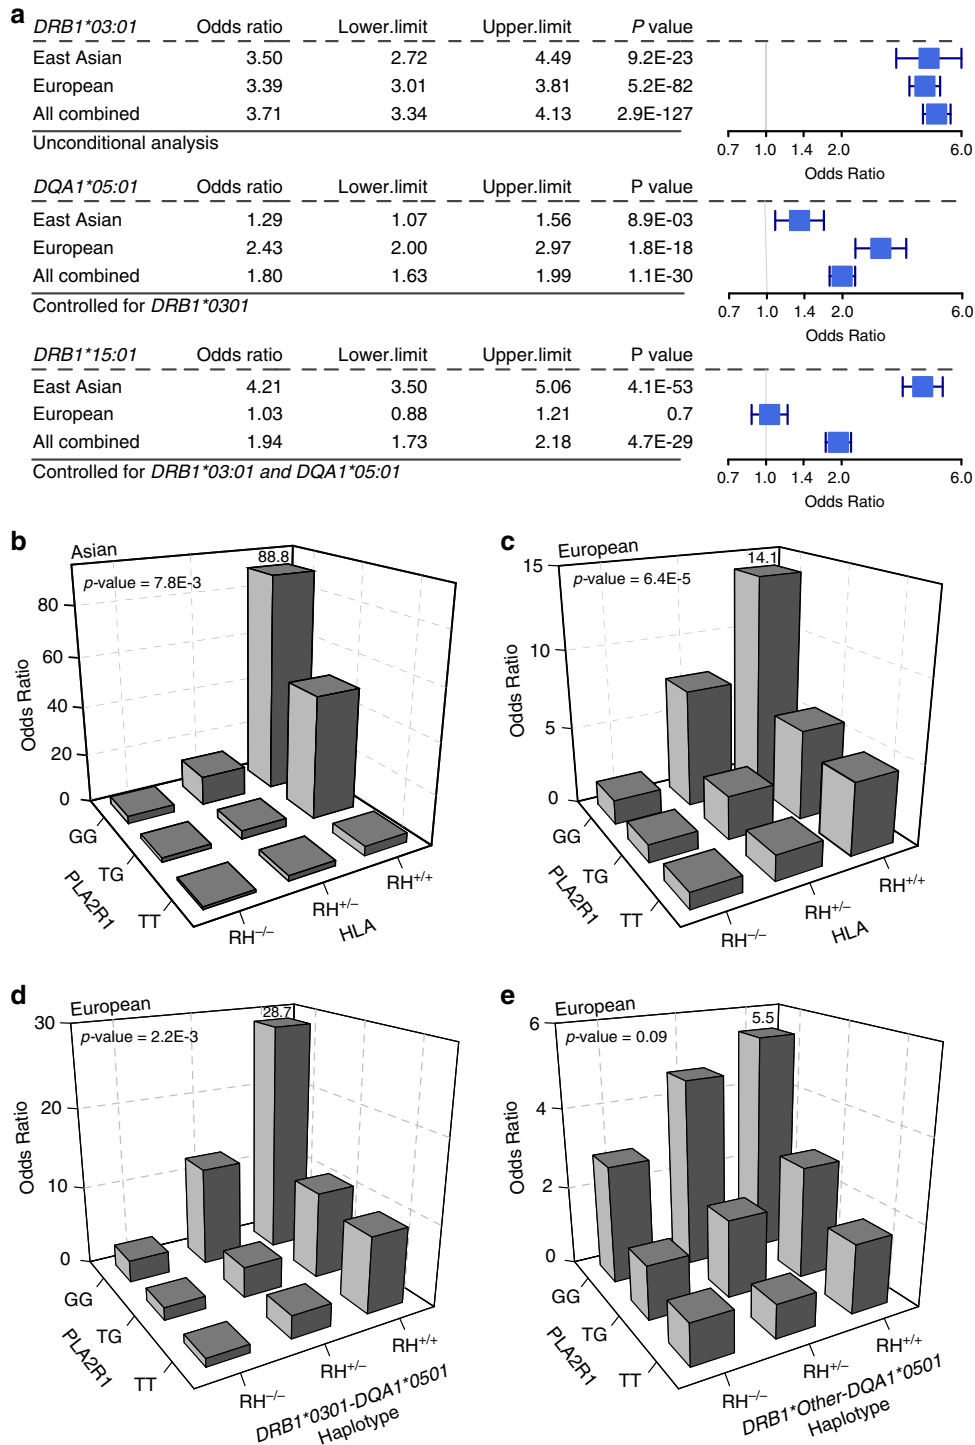 a
DRB1*03:01 Odds ratio Lower.limit Upper.limit P value
East Asian 3.50 2.72 4.49 9.2E-23
European 3.39 3.01 3.81 5.2E-82
All combined 3.71 3.34 4.13 2.9E-127
Unconditional analysis
0.7 1.0 1.4 2.0 6.0
Odds Ratio
DQA1*05:01 Odds ratio Lower.limit Upper.limit P value
East Asian 1.29 1.07 1.56 8.9E-03
European 2.43 2.00 2.97 1.8E-18
All combined 1.80 1.63 1.99 1.1E-30
Controlled for DRB1*0301
0.7 1.0 1.4 2.0 6.0
Odds Ratio
DRB1*15:01 Odds ratio Lower.limit Upper.limit P value
East Asian 4.21 3.50 5.06 4.1E-53
European 1.03 0.88 1.21 0.7
All combined 1.94 1.73 2.18 4.7E-29
Controlled for DRB1*03:01 and DQA1*05:01
0.7 1.0 1.4 2.0 6.0
Odds Ratio
b
Asian
p-value = 7.8E-3
88.8
80
60
40
20
0
Odds Ratio
GG
TG
TT
PLA2R1
RH–/–
RH+/–
RH+/+
HLA
c
European
p-value = 6.4E-5
14.1
15
10
5
0
Odds Ratio
GG
TG
TT
PLA2R1
RH–/–
RH+/–
RH+/+
HLA
d
European
p-value = 2.2E-3
28.7
30
20
10
0
Odds Ratio
GG
TG
TT
PLA2R1
RH–/–
RH+/–
RH+/+
DRB1*0301-DQA1*0501
Haplotype
e
European
p-value = 0.09
5.5
6
4
2
0
Odds Ratio
GG
TG
TT
PLA2R1
RH–/–
RH+/–
RH+/+
DRB1*Other-DQA1*0501
Haplotype